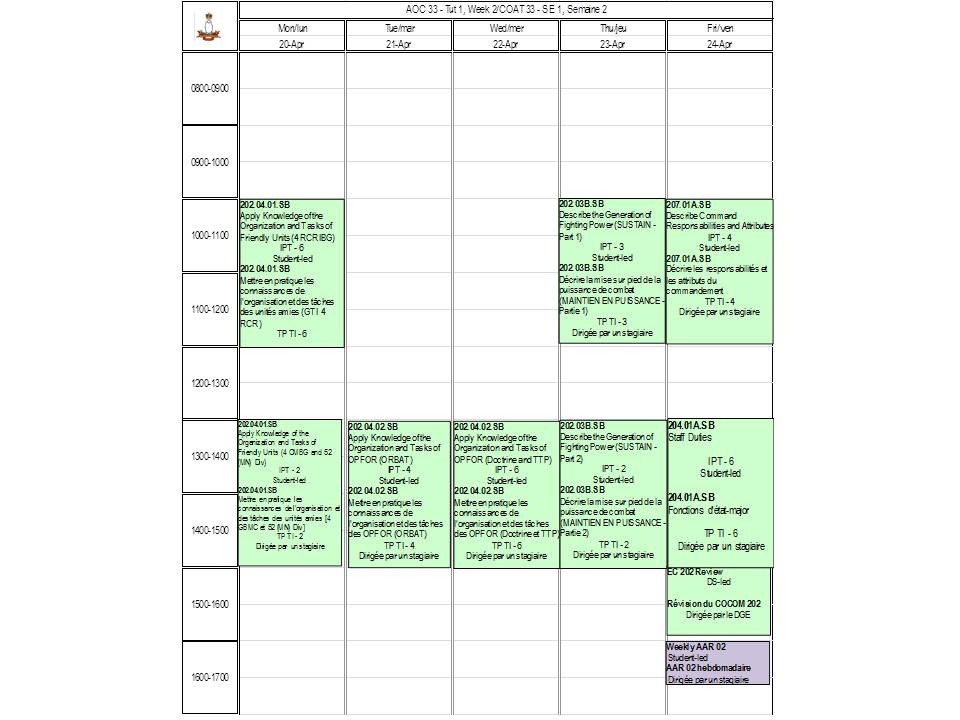 AOC 33 - Tut 1, Week 2/COAT 33 - SE 1, Semaine 2
Mon/lun
Tue/mar
Wed/mer
Thu/jeu
Fri/ven
20-Apr
21-Apr
22-Apr
23-Apr
24-Apr
0800-0900
0900-1000
1000-1100
202.04.01.SB
Apply Knowledge of the
Organization and Tasks of
Friendly Units (4 RCR IBG)
IPT - 6
Student-led
202.04.01.SB
Mettre en pratique les
connaissances de
l'organisation et des tâches
des unités amies (GTI 4
RCR)
TP TI - 6
202.03B.SB
Describe the Generation of
Fighting Power (SUSTAIN -
Part 1)
IPT - 3
Student-led
202.03B.SB
Décrire la mise sur pied de la
puissance de combat
(MAINTIEN EN PUISSANCE -
Partie 1)
TP TI - 3
Dirigée par un stagiaire
207.01A.SB
Describe Command
Responsibilities and Attributes
IPT - 4
Student-led
207.01A.SB
Décrire les responsabilités et
les attributs du
commandement
TP TI - 4
Dirigée par un stagiaire
1100-1200
1200-1300
1300-1400
202.04.01.SB
Apply Knowledge of the
Organization and Tasks of
Friendly Units (4 CMBG and 52
(MN) Div)
IPT - 2
Student-led
202.04.01.SB
Mettre en pratique les
connaissances de l'organisation et
des tâches des unités amies [4
GBMC et 52 (MN) Div]
TP TI - 2
Dirigée par un stagiaire
202.04.02.SB
Apply Knowledge of the
Organization and Tasks of
OPFOR (ORBAT)
IPT - 4
Student-led
202.04.02.SB
Mettre en pratique les
connaissances de
l'organisation et des tâches
des OPFOR (ORBAT)
TP TI - 4
Dirigée par un stagiaire
202.04.02.SB
Apply Knowledge of the
Organization and Tasks of
OPFOR (Doctrine and TTP)
IPT - 6
Student-led
202.04.02.SB
Mettre en pratique les
connaissances de
l'organisation et des tâches
des OPFOR (Doctrine et TTP)
TP TI - 6
Dirigée par un stagiaire
202.03B.SB
Describe the Generation of
Fighting Power (SUSTAIN -
Part 2)
IPT - 2
Student-led
202.03B.SB
Décrire la mise sur pied de la
puissance de combat
(MAINTIEN EN PUISSANCE -
Partie 2)
TP TI - 2
Dirigée par un stagiaire
204.01A.SB
Staff Duties
IPT - 6
Student-led
204.01A.SB
Fonctions d'état-major
TP TI - 6
Dirigée par un stagiaire
1400-1500
1500-1600
EC 202 Review
DS-led
Révision du COCOM 202
Dirigée par le DGE
1600-1700
Weekly AAR 02
Student-led
AAR 02 hebdomadaire
Dirigée par un stagiaire